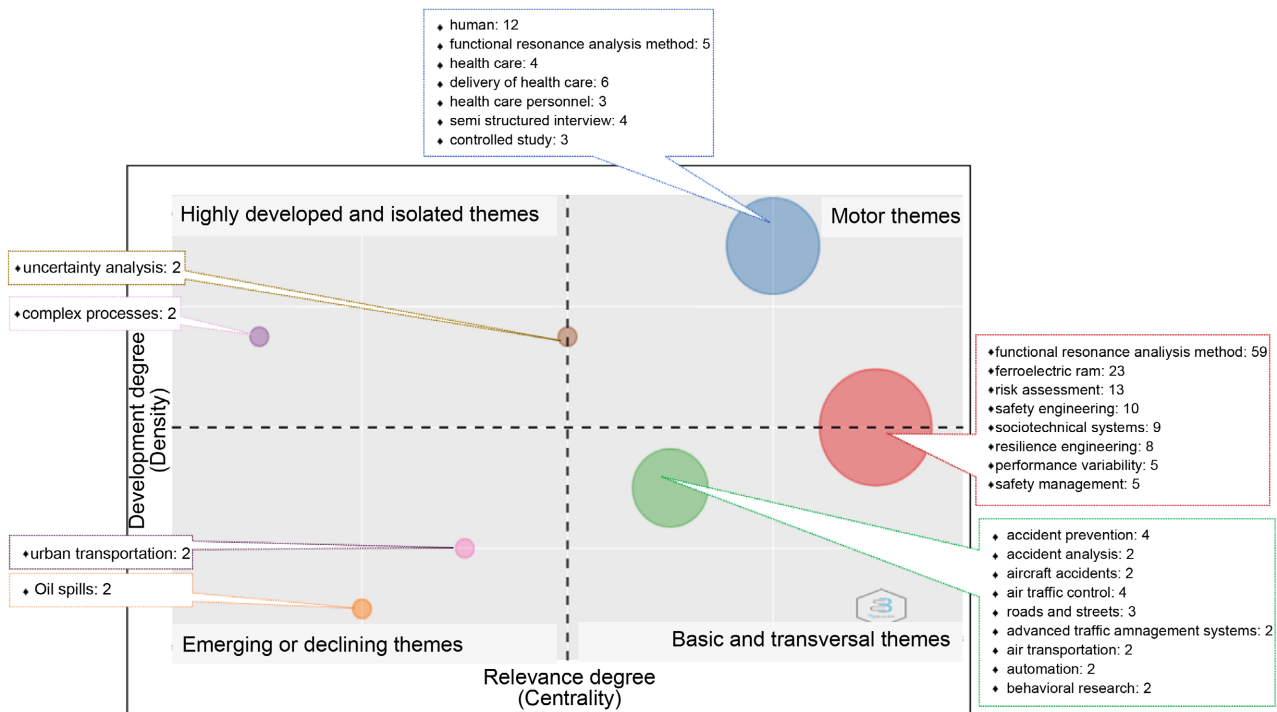 ♦ human: 12
♦ functional resonance analysis method: 5
♦ health care: 4
♦ delivery of health care: 6
♦ health care personnel: 3
♦ semi structured interview: 4
♦ controlled study: 3
Highly developed and isolated themes
Motor themes
♦uncertainty analysis: 2
♦complex processes: 2
Development degree
(Density)
♦functional resonance analiysis method: 59
♦ferroelectric ram: 23
♦risk assessment: 13
♦safety engineering: 10
♦sociotechnical systems: 9
♦resilience engineering: 8
♦performance variability: 5
♦safety management: 5
♦urban transportation: 2
♦ Oil spills: 2
♦ accident prevention: 4
♦ accident analysis: 2
♦ aircraft accidents: 2
♦ air traffic control: 4
♦ roads and streets: 3
♦ advanced traffic amnagement systems: 2
♦ air transportation: 2
♦ automation: 2
♦ behavioral research: 2
Emerging or declining themes
Basic and transversal themes
Relevance degree
(Centrality)